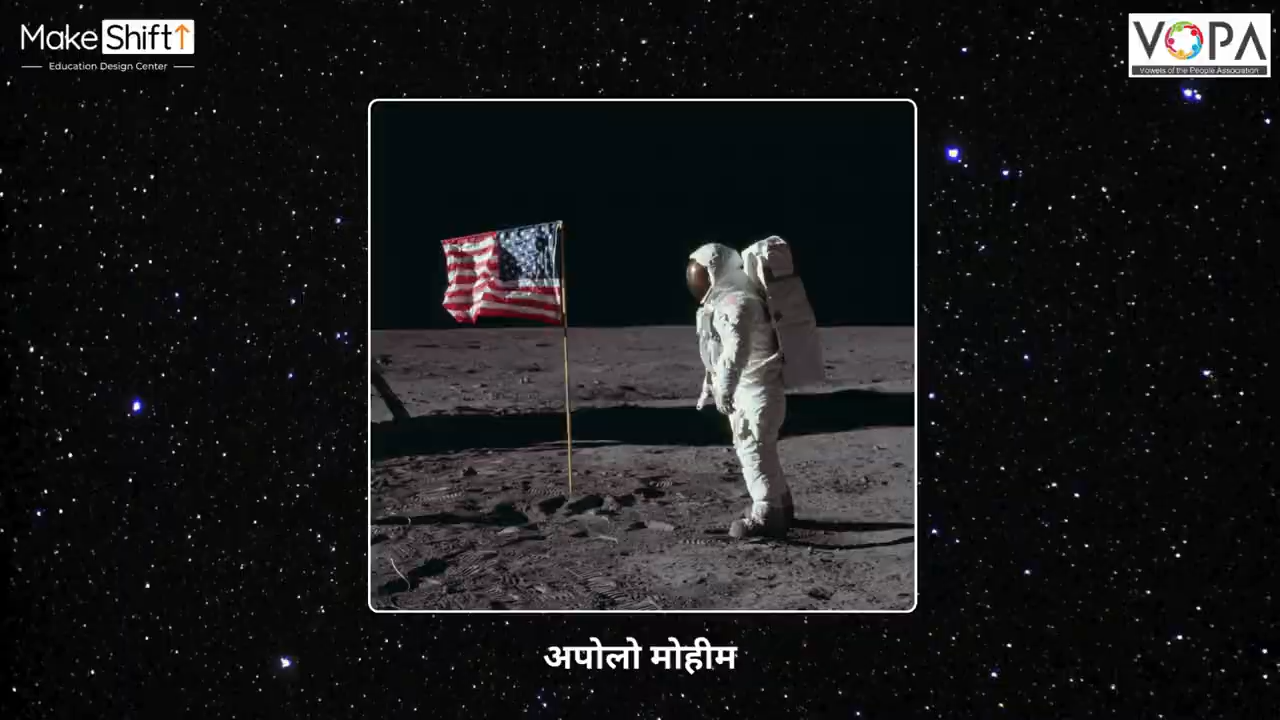 MakeShift↑
Education Design Center
VOPA
Vowels of the People Association
अपोलो मोहीम